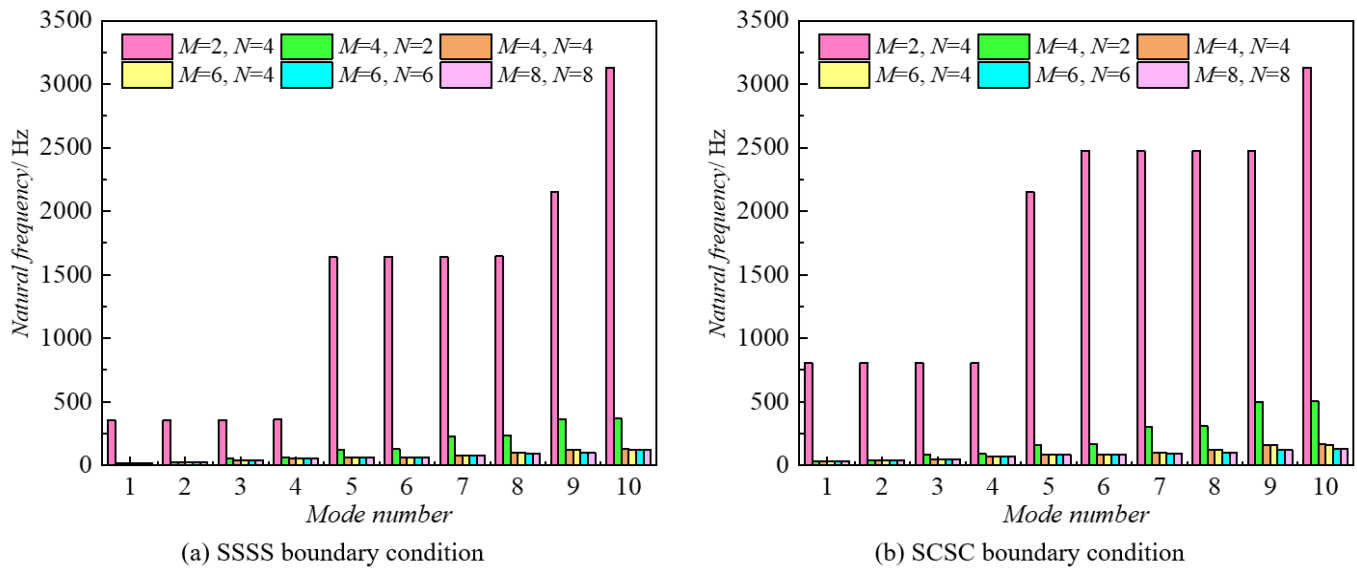 3500
3000
2500
2000
1500
1000
500
0
Natural frequency/ Hz
M=2, N=4 M=4, N=2 M=4, N=4
M=6, N=4 M=6, N=6 M=8, N=8
1 2 3 4 5 6 7 8 9 10
Mode number
(a) SSSS boundary condition
3500
3000
2500
2000
1500
1000
500
0
Natural frequency/ Hz
M=2, N=4 M=4, N=2 M=4, N=4
M=6, N=4 M=6, N=6 M=8, N=8
1 2 3 4 5 6 7 8 9 10
Mode number
(b) SCSC boundary condition